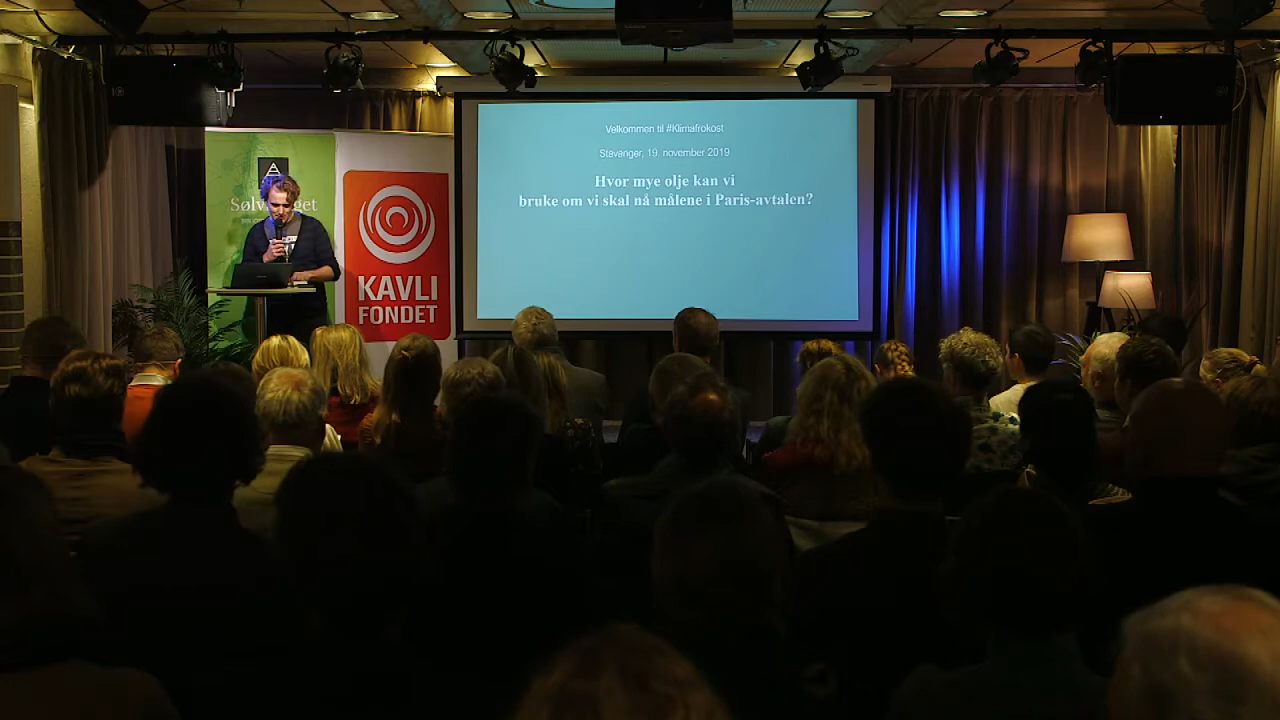 Velkommen til #Klimafrokost
Stavanger, 19. november 2019
Hvor mye olje kan vi
bruke om vi skal nå målene i Paris-avtalen?
KAVLI
FONDET